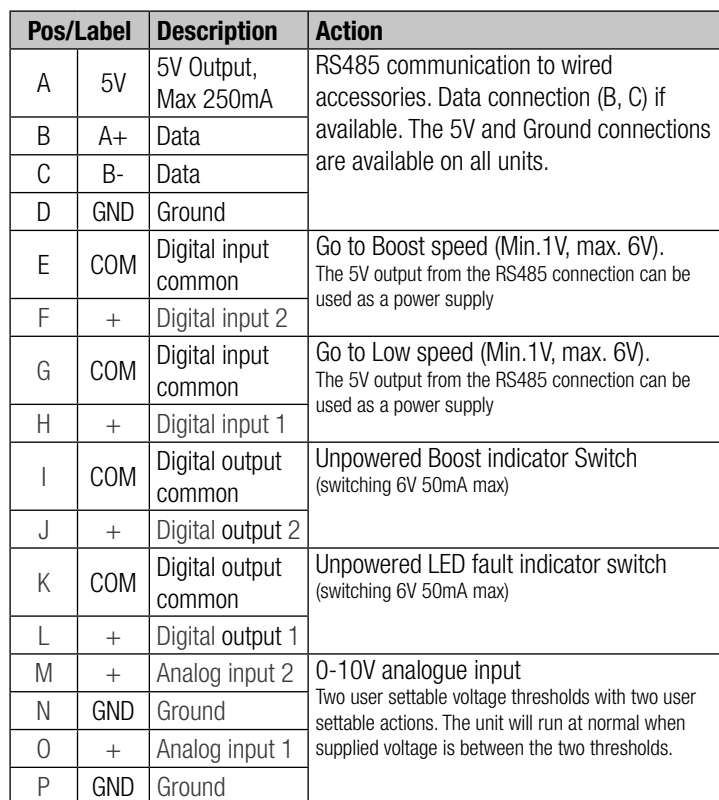 Pos/Label Description Action
A 5V 5V Output, Max 250mA
RS485 communication to wired
accessories. Data connection (B, C) if
available. The 5V and Ground connections
are available on all units.
B A+ Data
C B- Data
D GND Ground
E COM Digital input common
Go to Boost speed (Min.1V, max. 6V).
The 5V output from the RS485 connection can be
used as a power supply
F + Digital input 2
G COM Digital input common
Go to Low speed (Min.1V, max. 6V).
The 5V output from the RS485 connection can be
used as a power supply
H + Digital input 1
I COM Digital output common
Unpowered Boost indicator Switch
(switching 6V 50mA max)
J + Digital output 2
K COM Digital output common
Unpowered LED fault indicator switch
(switching 6V 50mA max)
L + Digital output 1
M + Analog input 2
0-10V analogue input
Two user settable voltage thresholds with two user
settable actions. The unit will run at normal when
supplied voltage is between the two thresholds.
N GND Ground
O + Analog input 1
P GND Ground